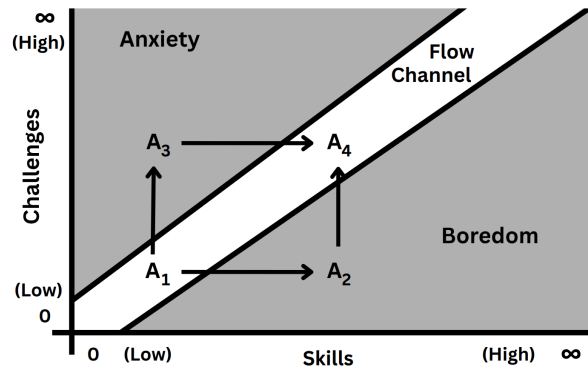 ∞
(High)
Anxiety
Flow
Channel
Challenges
A3
A4
Boredom
A1
A2
(Low)
0
0
(Low)
Skills
(High)
∞